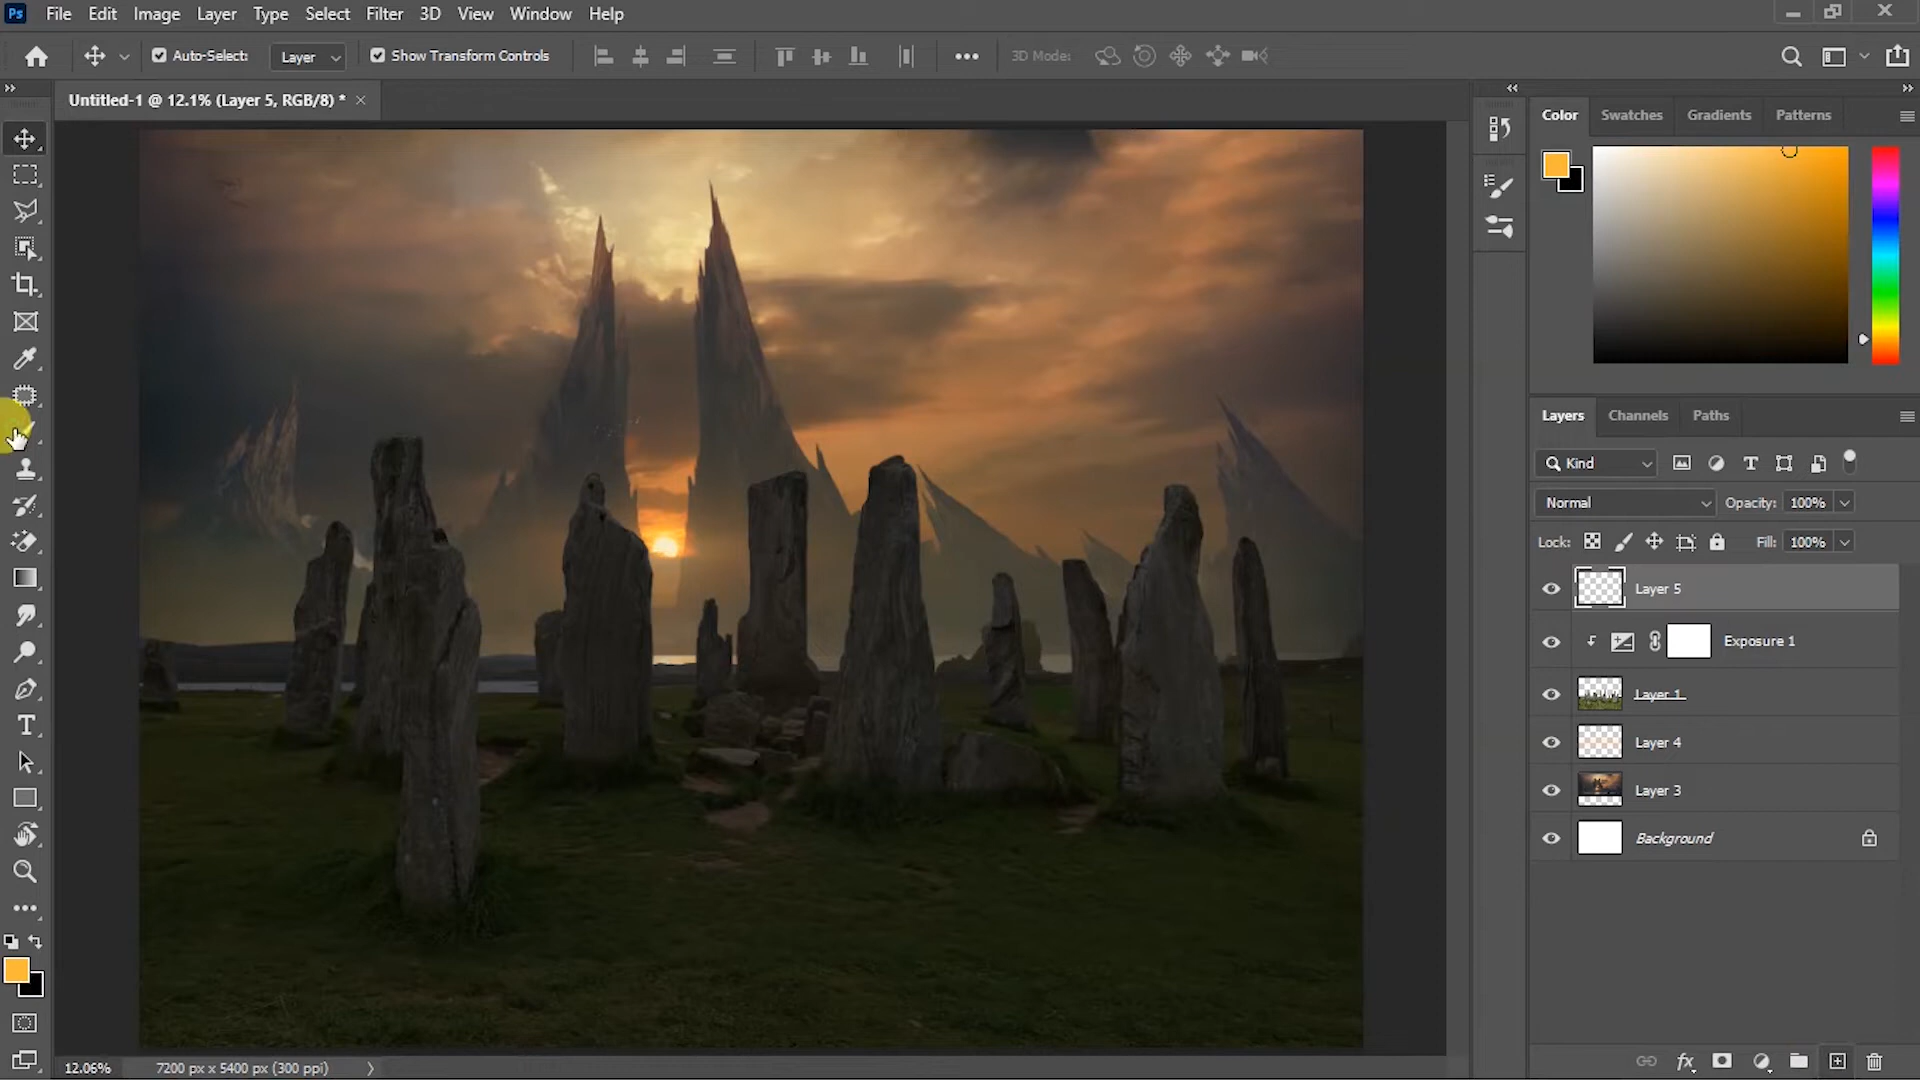 Ps File Edit Image Layer Type Select Filter 3D View Window Help
Auto-Select: Layer Show Transform Controls 3D Mode:
Untitled-1 @ 12.1% (Layer 5, RGB/8) *
Color Swatches Gradients Patterns
Layers Channels Paths
Kind
Normal Opacity: 100%
Lock: Fill: 100%
Layer 5
Exposure 1
Layer 1
Layer 4
Layer 3
Background
12.06% 7200 px x 5400 px (300 ppi)